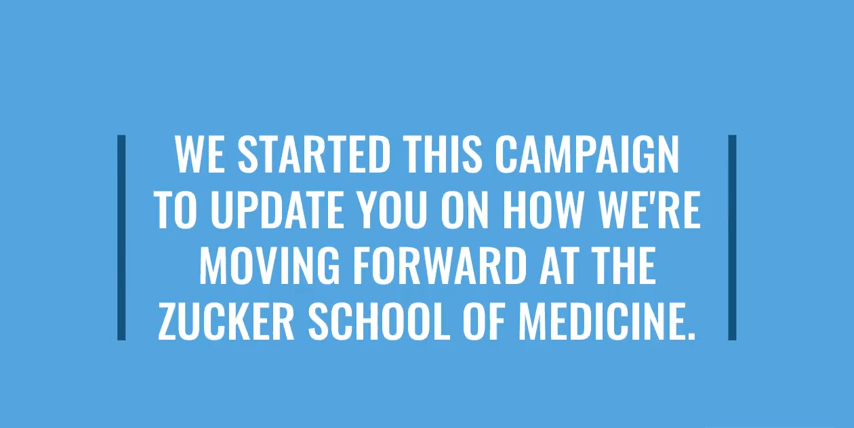 WE STARTED THIS CAMPAIGN
TO UPDATE YOU ON HOW WE'RE
MOVING FORWARD AT THE
ZUCKER SCHOOL OF MEDICINE.